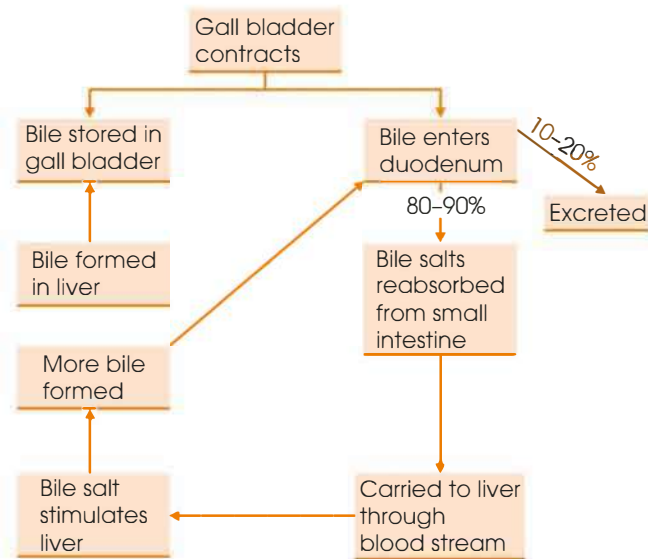 Gall bladder
contracts
Bile stored in
gall bladder
Bile enters
duodenum
10–20%
Excreted
80–90%
Bile formed
in liver
Bile salts
reabsorbed
from small
intestine
More bile
formed
Bile salt
stimulates
liver
Carried to liver
through
blood stream